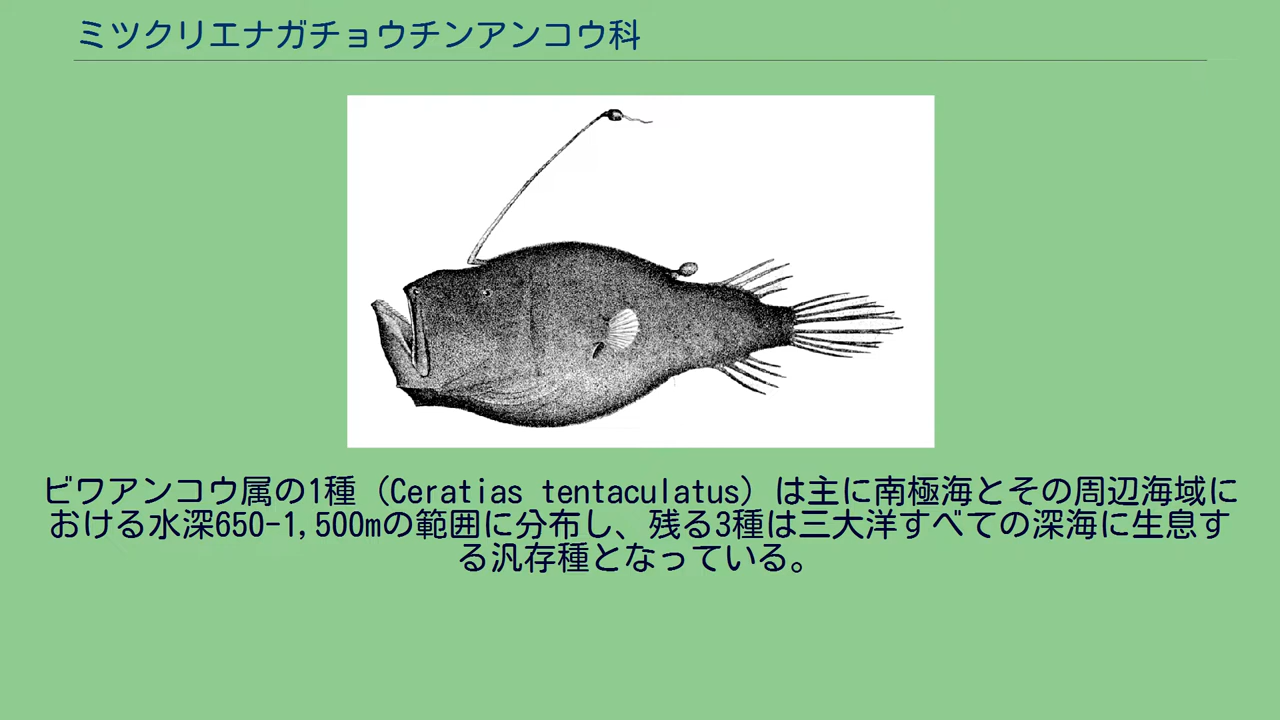 ミツクリエナガチョウチンアンコウ科
ビワアンコウ属の1種（Ceratias tentaculatus）は主に南極海とその周辺海域に
おける水深650-1,500mの範囲に分布し、残る3種は三大洋すべての深海に生息す
る汎存種となっている。